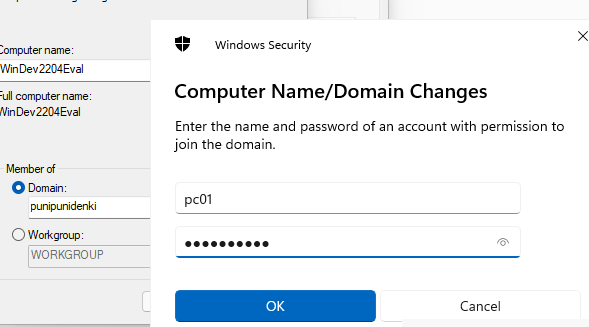 Computer name:
WinDev2204Eval
Full computer name:
WinDev2204Eval
Member of
Domain:
punipunidenki
Workgroup:
WORKGROUP
Windows Security
Computer Name/Domain Changes
Enter the name and password of an account with permission to
join the domain.
pc01
●●●●●●●●●●
OK
Cancel